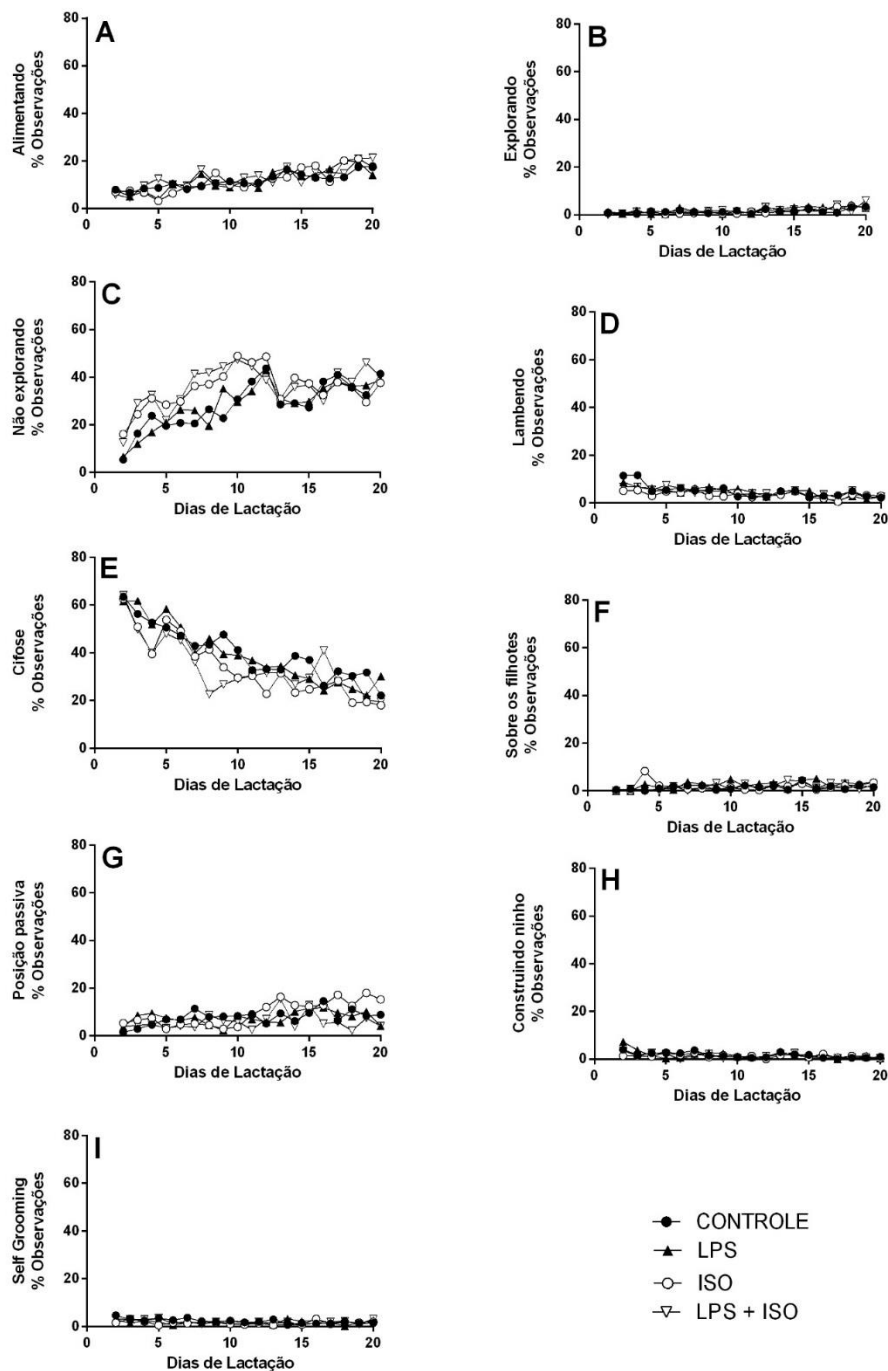 A
Alimentando
% Observações
80
60
40
20
0
0 5 10 15 20
Dias de Lactação
B
Explorando
% Observações
80
60
40
20
0
0 5 10 15 20
Dias de Lactação
C
Não explorando
% Observações
80
60
40
20
0
0 5 10 15 20
Dias de Lactação
D
Lambendo
% Observações
80
60
40
20
0
0 5 10 15 20
Dias de Lactação
E
Cifose
% Observações
80
60
40
20
0
0 5 10 15 20
Dias de Lactação
F
Sobre os filhotes
% Observações
80
60
40
20
0
0 5 10 15 20
Dias de Lactação
G
Posição passiva
% Observações
80
60
40
20
0
0 5 10 15 20
Dias de Lactação
H
Construindo ninho
% Observações
80
60
40
20
0
0 5 10 15 20
Dias de Lactação
I
Self Grooming
% Observações
80
60
40
20
0
0 5 10 15 20
Dias de Lactação
CONTROLE
LPS
ISO
LPS + ISO